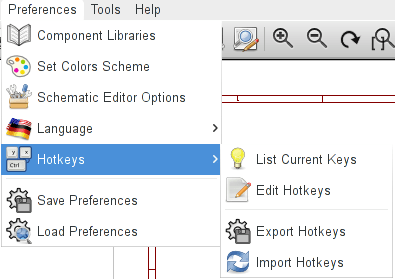 Preferences Tools Help
Component Libraries
Set Colors Scheme
Schematic Editor Options
Language
Hotkeys
Save Preferences
Load Preferences
List Current Keys
Edit Hotkeys
Export Hotkeys
Import Hotkeys